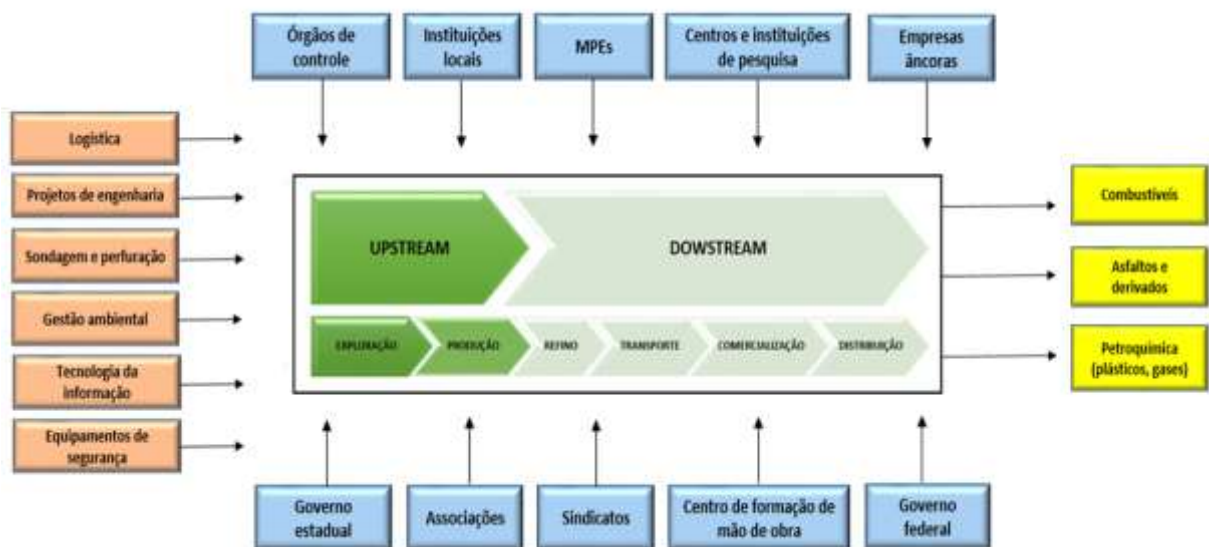 Órgãos de
controle
Instituições
locais
MPEs
Centros e instituições
de pesquisa
Empresas
âncoras
Logística
Projetos de engenharia
Sondagem e perfuração
Gestão ambiental
Tecnologia da
informação
Equipamentos de
segurança
UPSTREAM
DOWSTREAM
EXPLORAÇÃO
PRODUÇÃO
REFINO
TRANSPORTE
COMERCIALIZAÇÃO
DISTRIBUIÇÃO
Combustíveis
Asfaltos e
derivados
Petroquímica
(plásticos, gases)
Governo
estadual
Associações
Sindicatos
Centro de formação de
mão de obra
Governo
federal